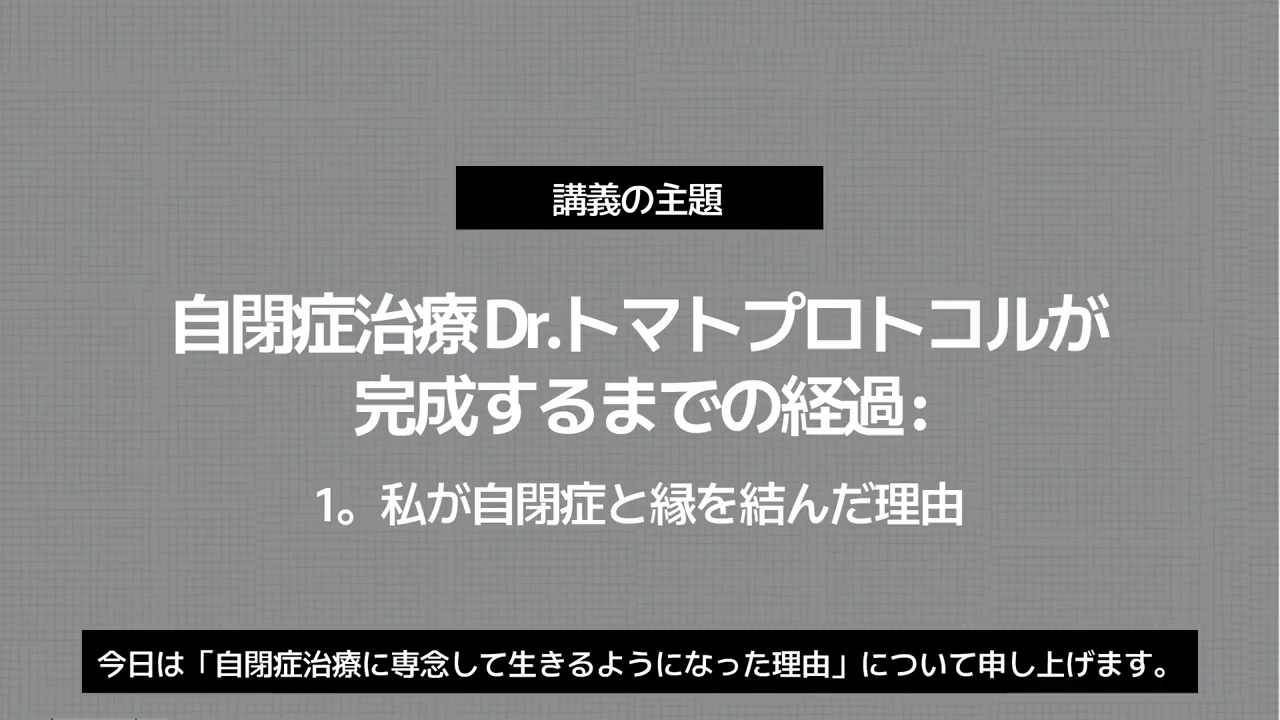 講義の主題
自閉症治療Dr.トマトプロトコルが
完成するまでの経過:
1。私が自閉症と縁を結んだ理由
今日は「自閉症治療に専念して生きるようになった理由」について申し上げます。